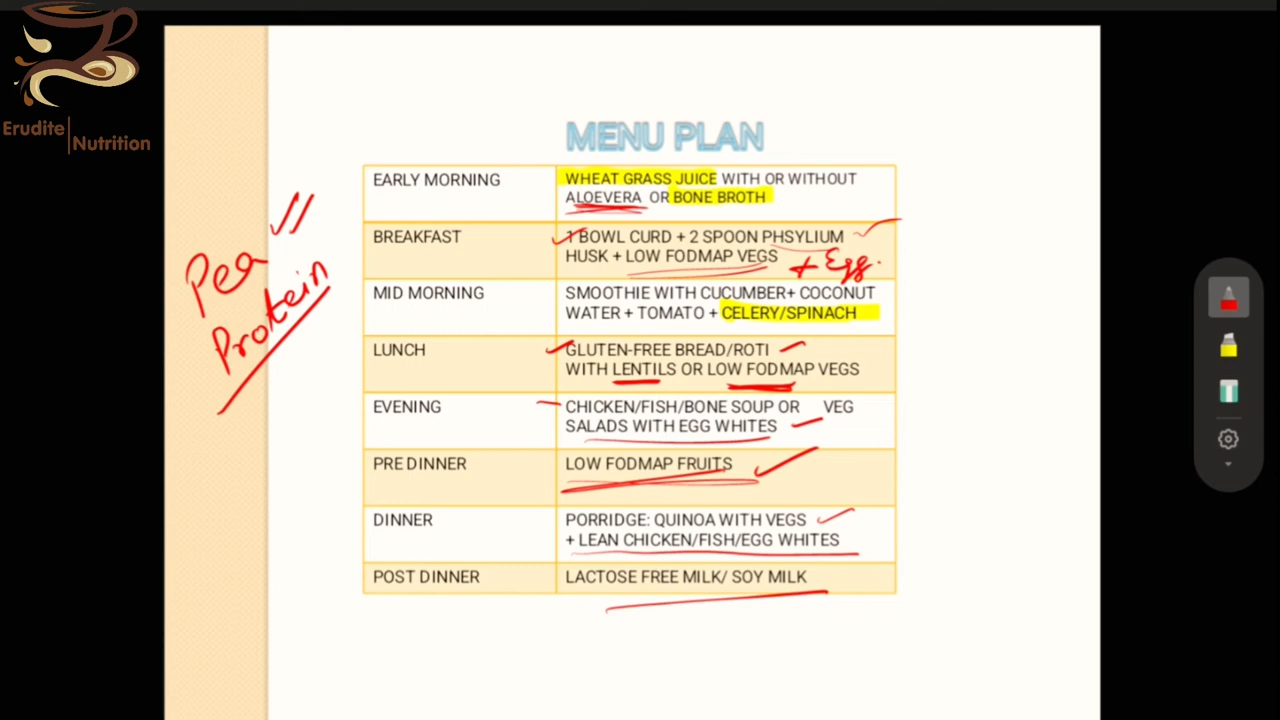 Erudite
Nutrition
MENU PLAN
EARLY MORNING
WHEAT GRASS JUICE WITH OR WITHOUT
ALOEVERA OR BONE BROTH
BREAKFAST
1 BOWL CURD + 2 SPOON PHSYLIUM
HUSK + LOW FODMAP VEGS
+ Egg.
MID MORNING
SMOOTHIE WITH CUCUMBER+ COCONUT
WATER + TOMATO + CELERY/SPINACH
LUNCH
GLUTEN-FREE BREAD/ROTI
WITH LENTILS OR LOW FODMAP VEGS
EVENING
CHICKEN/FISH/BONE SOUP OR VEG
SALADS WITH EGG WHITES
PRE DINNER
LOW FODMAP FRUITS
DINNER
PORRIDGE: QUINOA WITH VEGS
+ LEAN CHICKEN/FISH/EGG WHITES
POST DINNER
LACTOSE FREE MILK/ SOY MILK
Pea
Protein